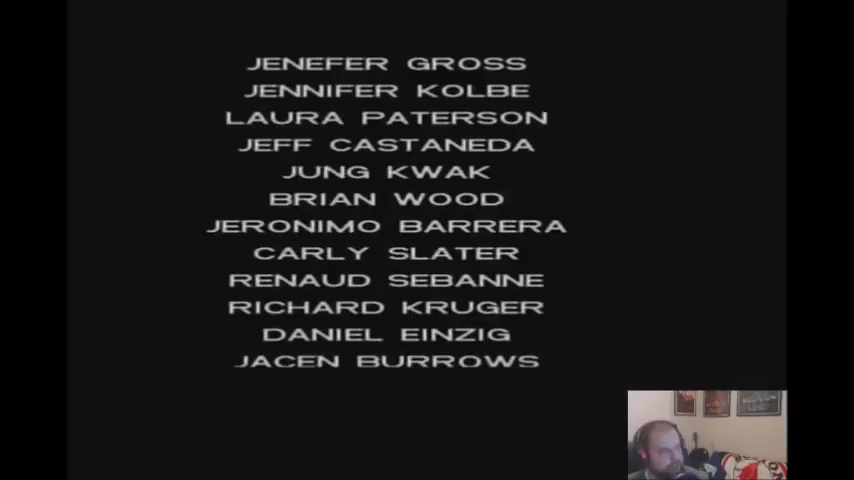 JENEFER GROSS
JENNIFER KOLBE
LAURA PATERSON
JEFF CASTANEDA
JUNG KWAK
BRIAN WOOD
JERONIMO BARRERA
CARLY SLATER
RENAUD SEBANNE
RICHARD KRUGER
DANIEL EINZIG
JACEN BURROWS